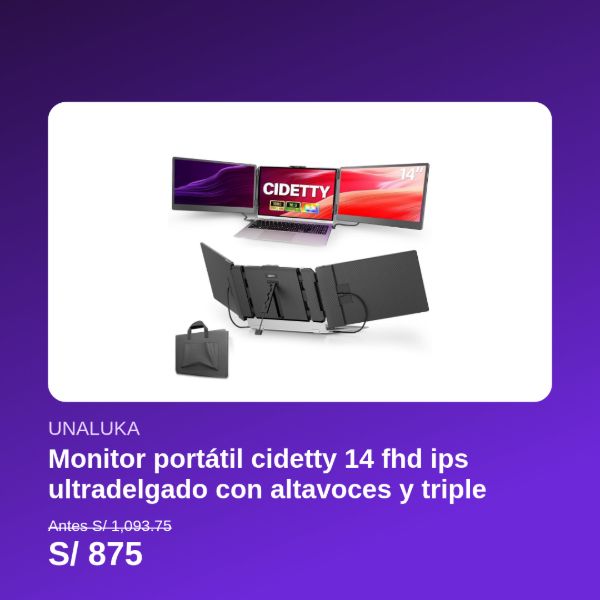 14"
CIDETTY
UNALUKA
Monitor portátil cidetty 14 fhd ips
ultradelgado con altavoces y triple
Antes S/ 1,093.75
S/ 875